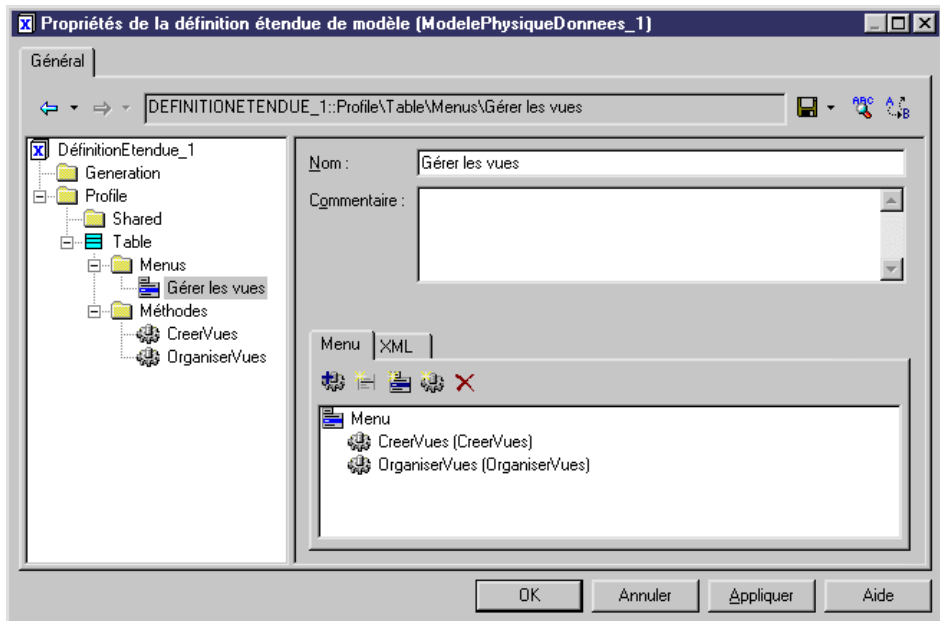 Propriétés de la définition étendue de modèle (ModelePhysiqueDonnees_1)
Général
DEFINITIONETENDUE_1::Profile\Table\Menus\Gérer les vues
DéfinitionEtendue_1
Generation
Profile
Shared
Table
Menus
Gérer les vues
Méthodes
CreerVues
OrganiserVues
Nom :
Gérer les vues
Commentaire :
Menu
XML
Menu
CreerVues (CreerVues)
OrganiserVues (OrganiserVues)
OK
Annuler
Appliquer
Aide